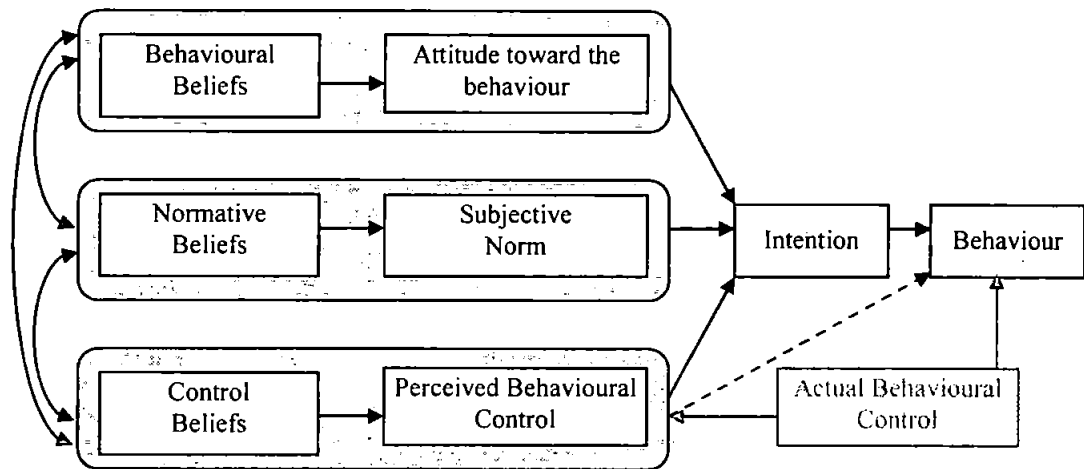 Behavioural
Beliefs
Attitude toward the
behaviour
Normative
Beliefs
Subjective
Norm
Intention
Behaviour
Control
Beliefs
Perceived Behavioural
Control
Actual Behavioural
Control